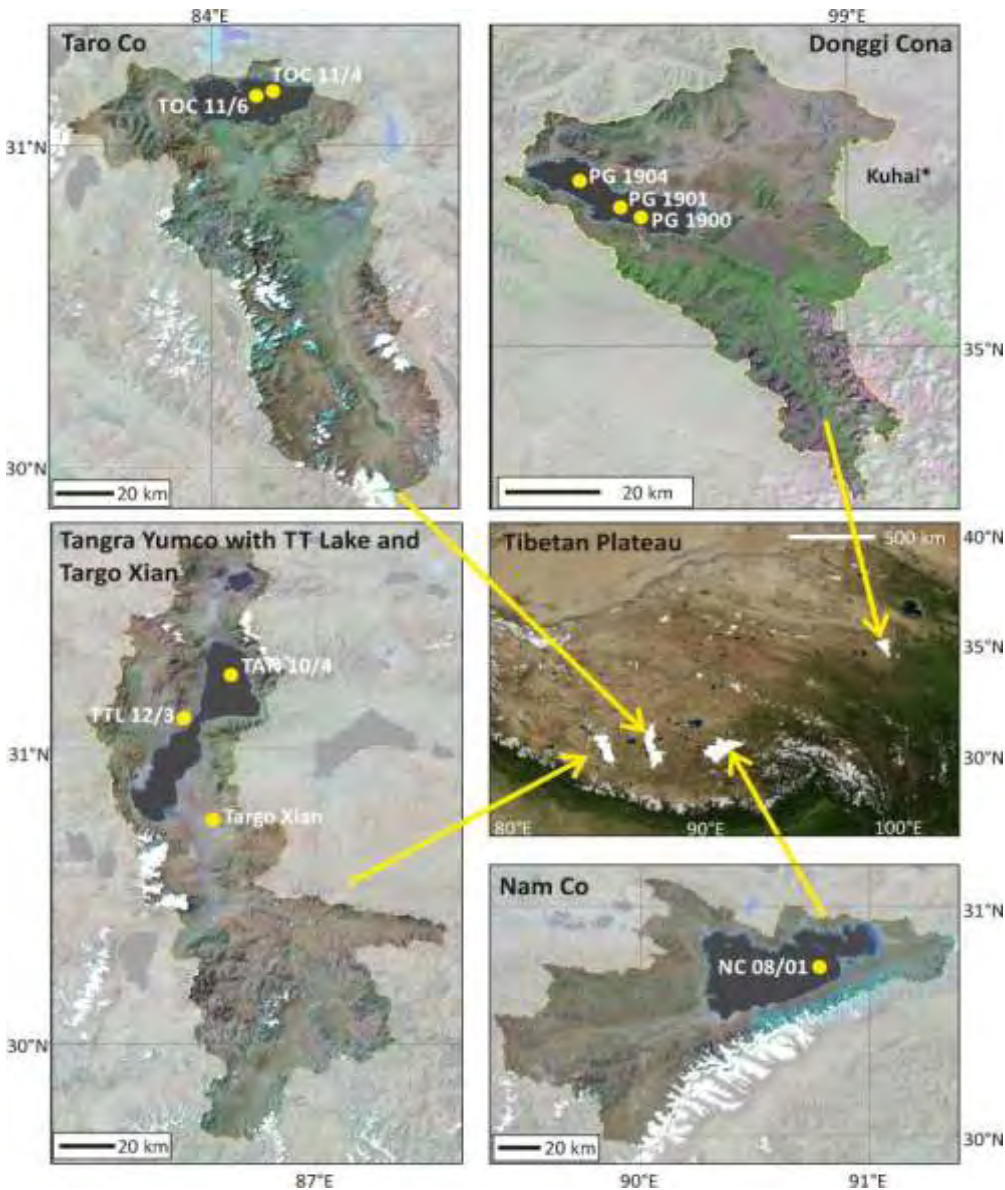 84°E
99°E
Taro Co
TOC 11/4
TOC 11/6
31°N
30°N
20 km
Donggi Cona
Kuhai*
PG 1904
PG 1901
PG 1900
35°N
20 km
Tangra Yumco with TT Lake and
Targo Xian
TAN 10/4
TTL 12/3
31°N
Targo Xian
30°N
20 km
87°E
Tibetan Plateau
500 km
40°N
35°N
30°N
80°E
90°E
100°E
Nam Co
31°N
NC 08/01
30°N
20 km
90°E
91°E